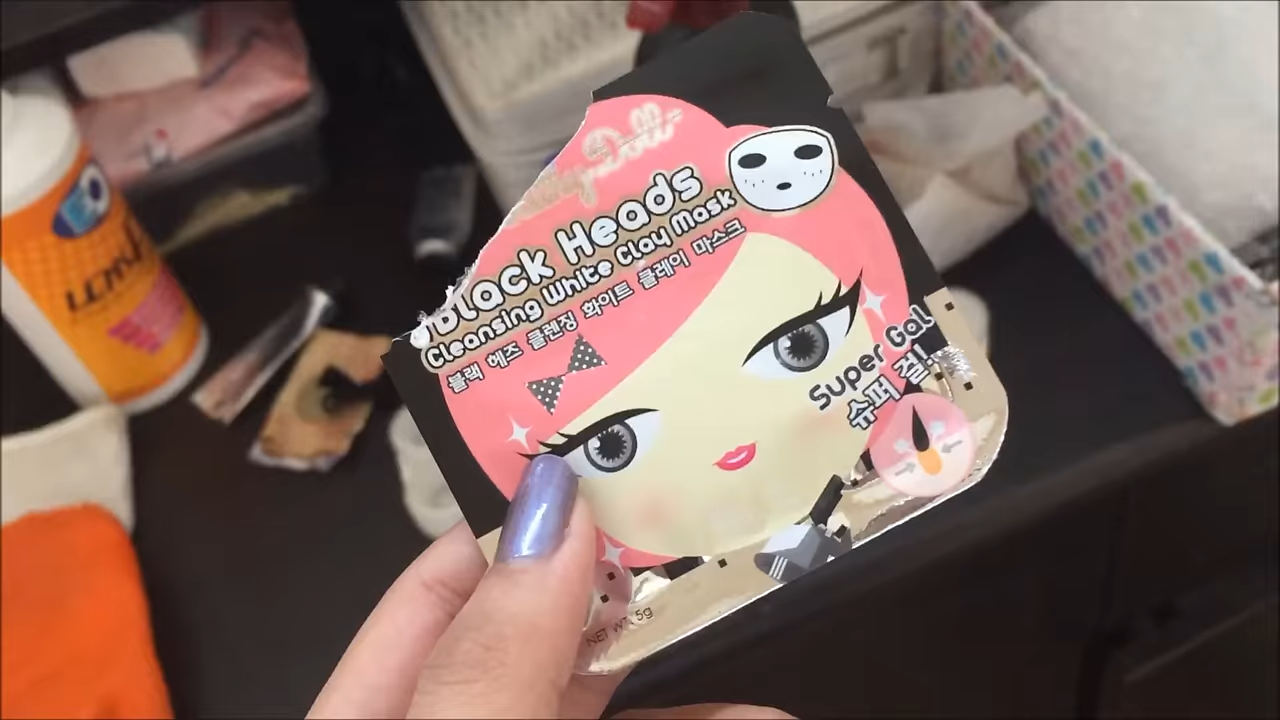 Doll
Black Heads
Cleansing White Clay Mask
블랙 헤즈 클렌징 화이트 클레이 마스크
Super Gal
슈퍼 걸!
NET WT. 5g